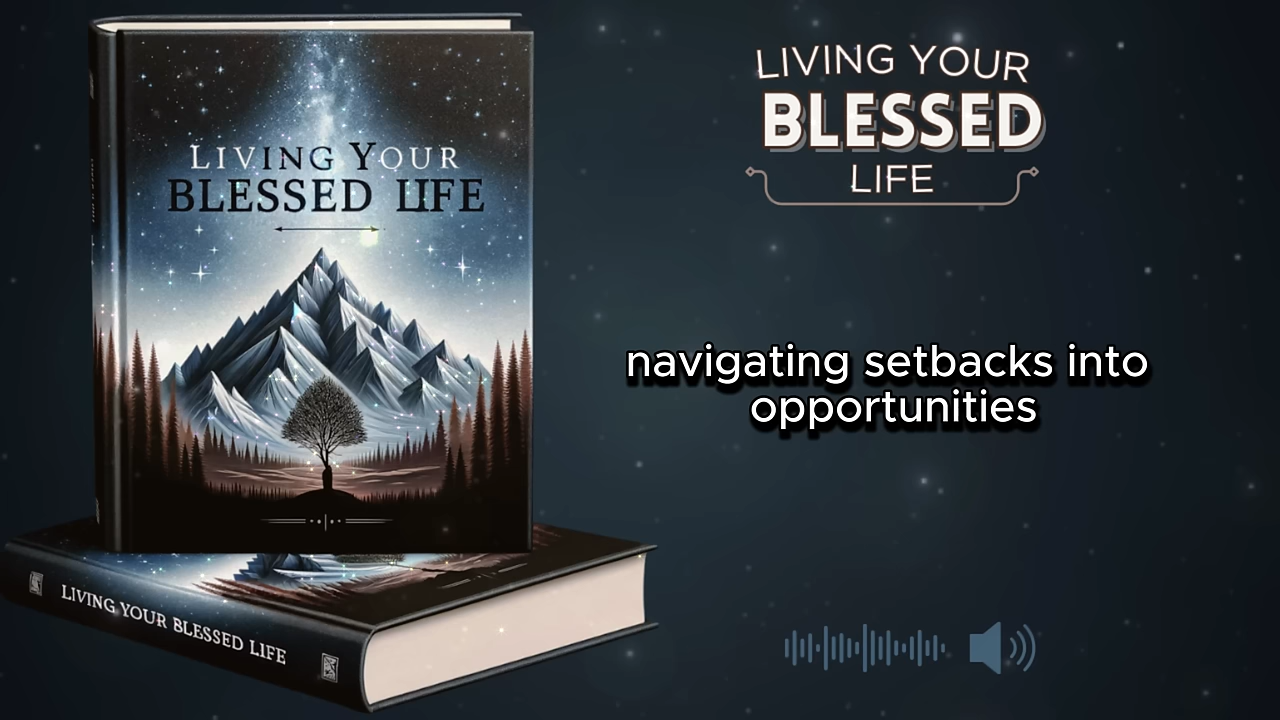 LIVING YOUR
BLESSED LIFE
LIVING YOUR BLESSED LIFE
LIVING YOUR
BLESSED
LIFE
navigating setbacks into
opportunities